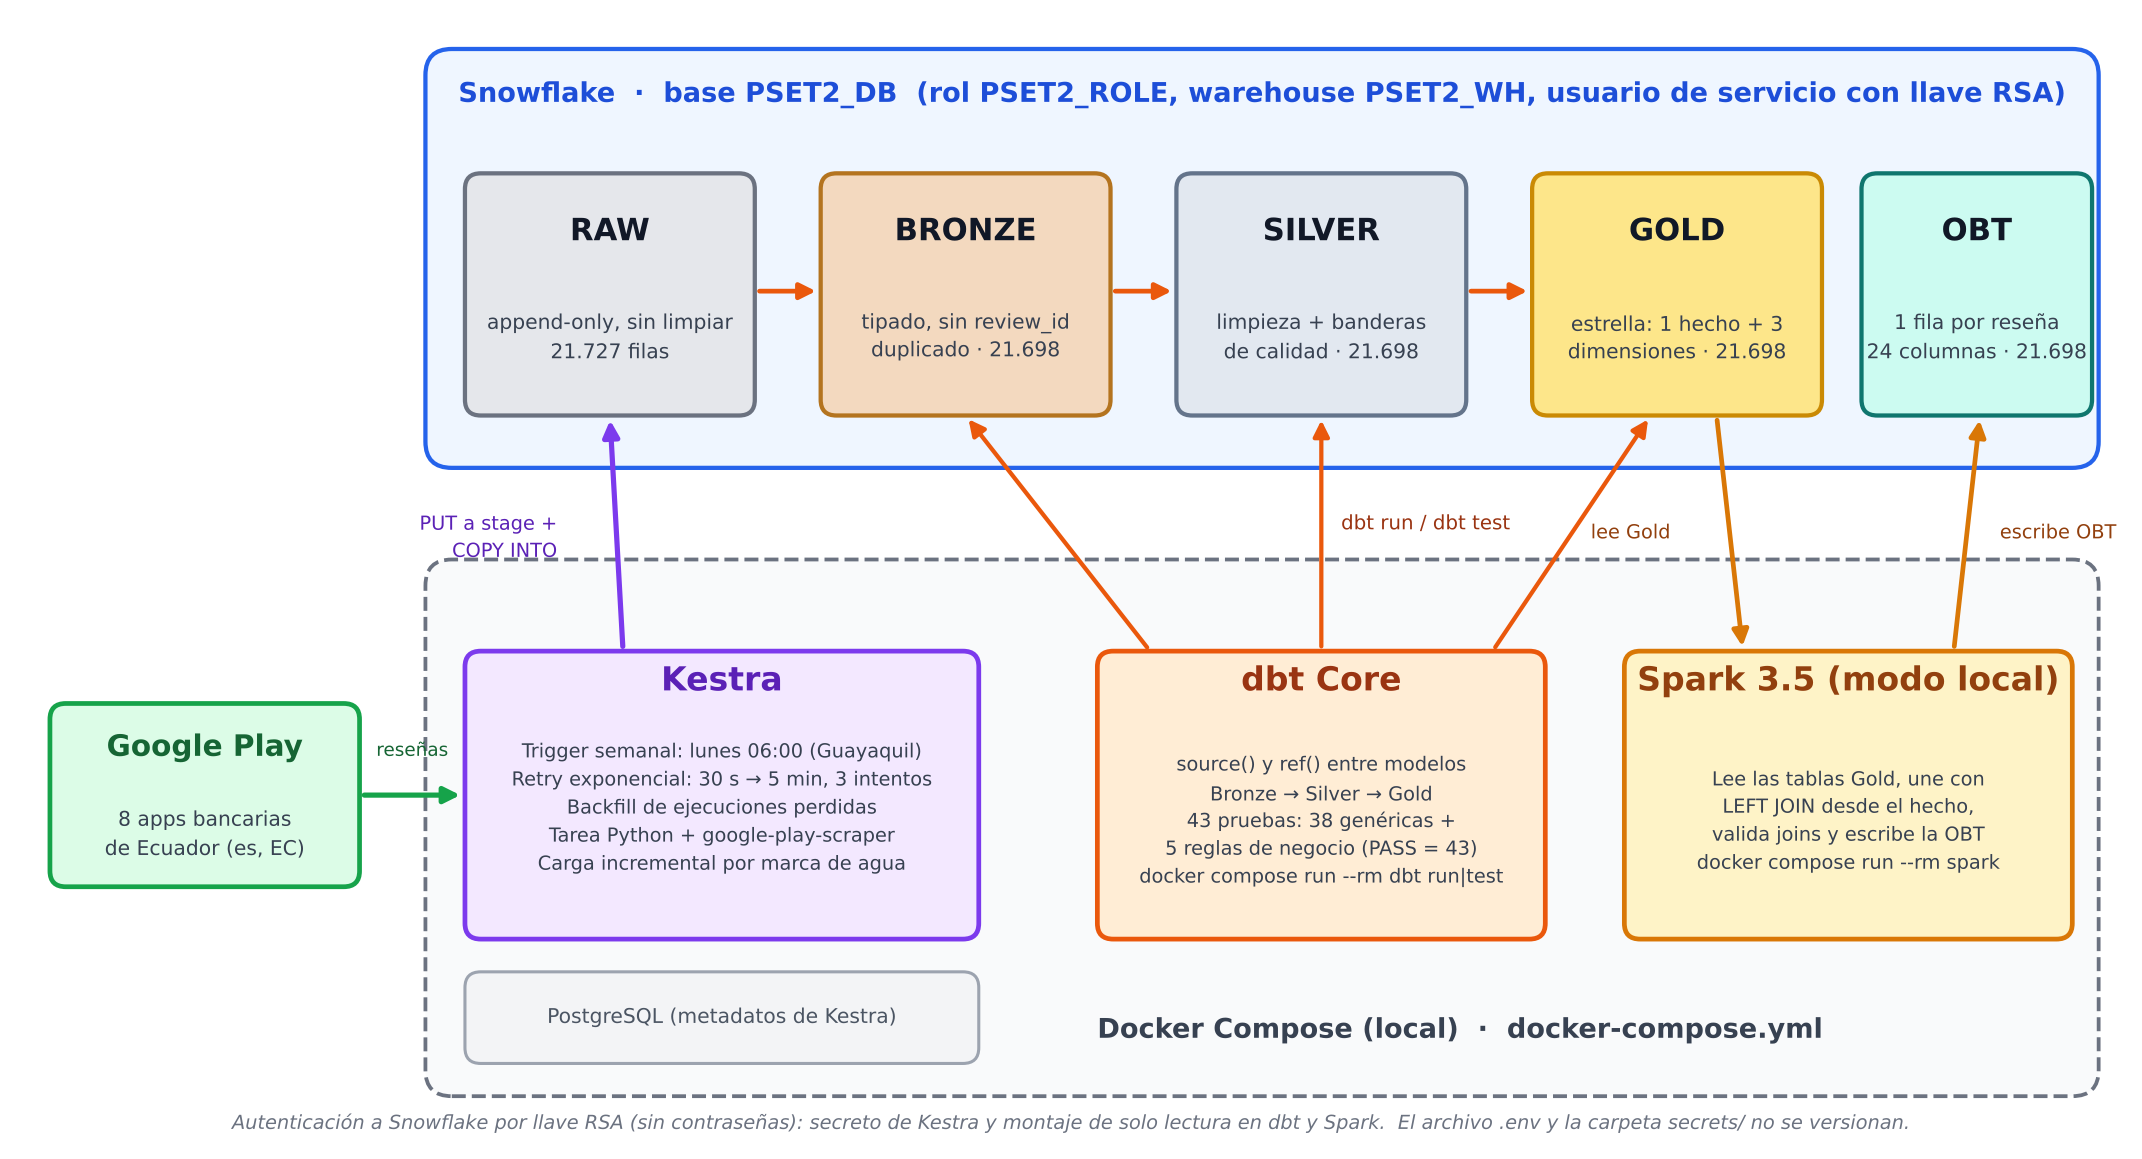 Snowflake · base PSET2_DB (rol PSET2_ROLE, warehouse PSET2_WH, usuario de servicio con llave RSA)
RAW
append-only, sin limpiar
21.727 filas
BRONZE
tipado, sin review_id
duplicado · 21.698
SILVER
limpieza + banderas
de calidad · 21.698
GOLD
estrella: 1 hecho + 3
dimensiones · 21.698
OBT
1 fila por reseña
24 columnas · 21.698
PUT a stage +
COPY INTO
dbt run / dbt test
lee Gold
escribe OBT
Google Play
8 apps bancarias
de Ecuador (es, EC)
reseñas
Kestra
Trigger semanal: lunes 06:00 (Guayaquil)
Retry exponencial: 30 s → 5 min, 3 intentos
Backfill de ejecuciones perdidas
Tarea Python + google-play-scraper
Carga incremental por marca de agua
dbt Core
source() y ref() entre modelos
Bronze → Silver → Gold
43 pruebas: 38 genéricas +
5 reglas de negocio (PASS = 43)
docker compose run --rm dbt run|test
Spark 3.5 (modo local)
Lee las tablas Gold, une con
LEFT JOIN desde el hecho,
valida joins y escribe la OBT
docker compose run --rm spark
PostgreSQL (metadatos de Kestra)
Docker Compose (local) · docker-compose.yml
Autenticación a Snowflake por llave RSA (sin contraseñas): secreto de Kestra y montaje de solo lectura en dbt y Spark. El archivo .env y la carpeta secrets/ no se versionan.